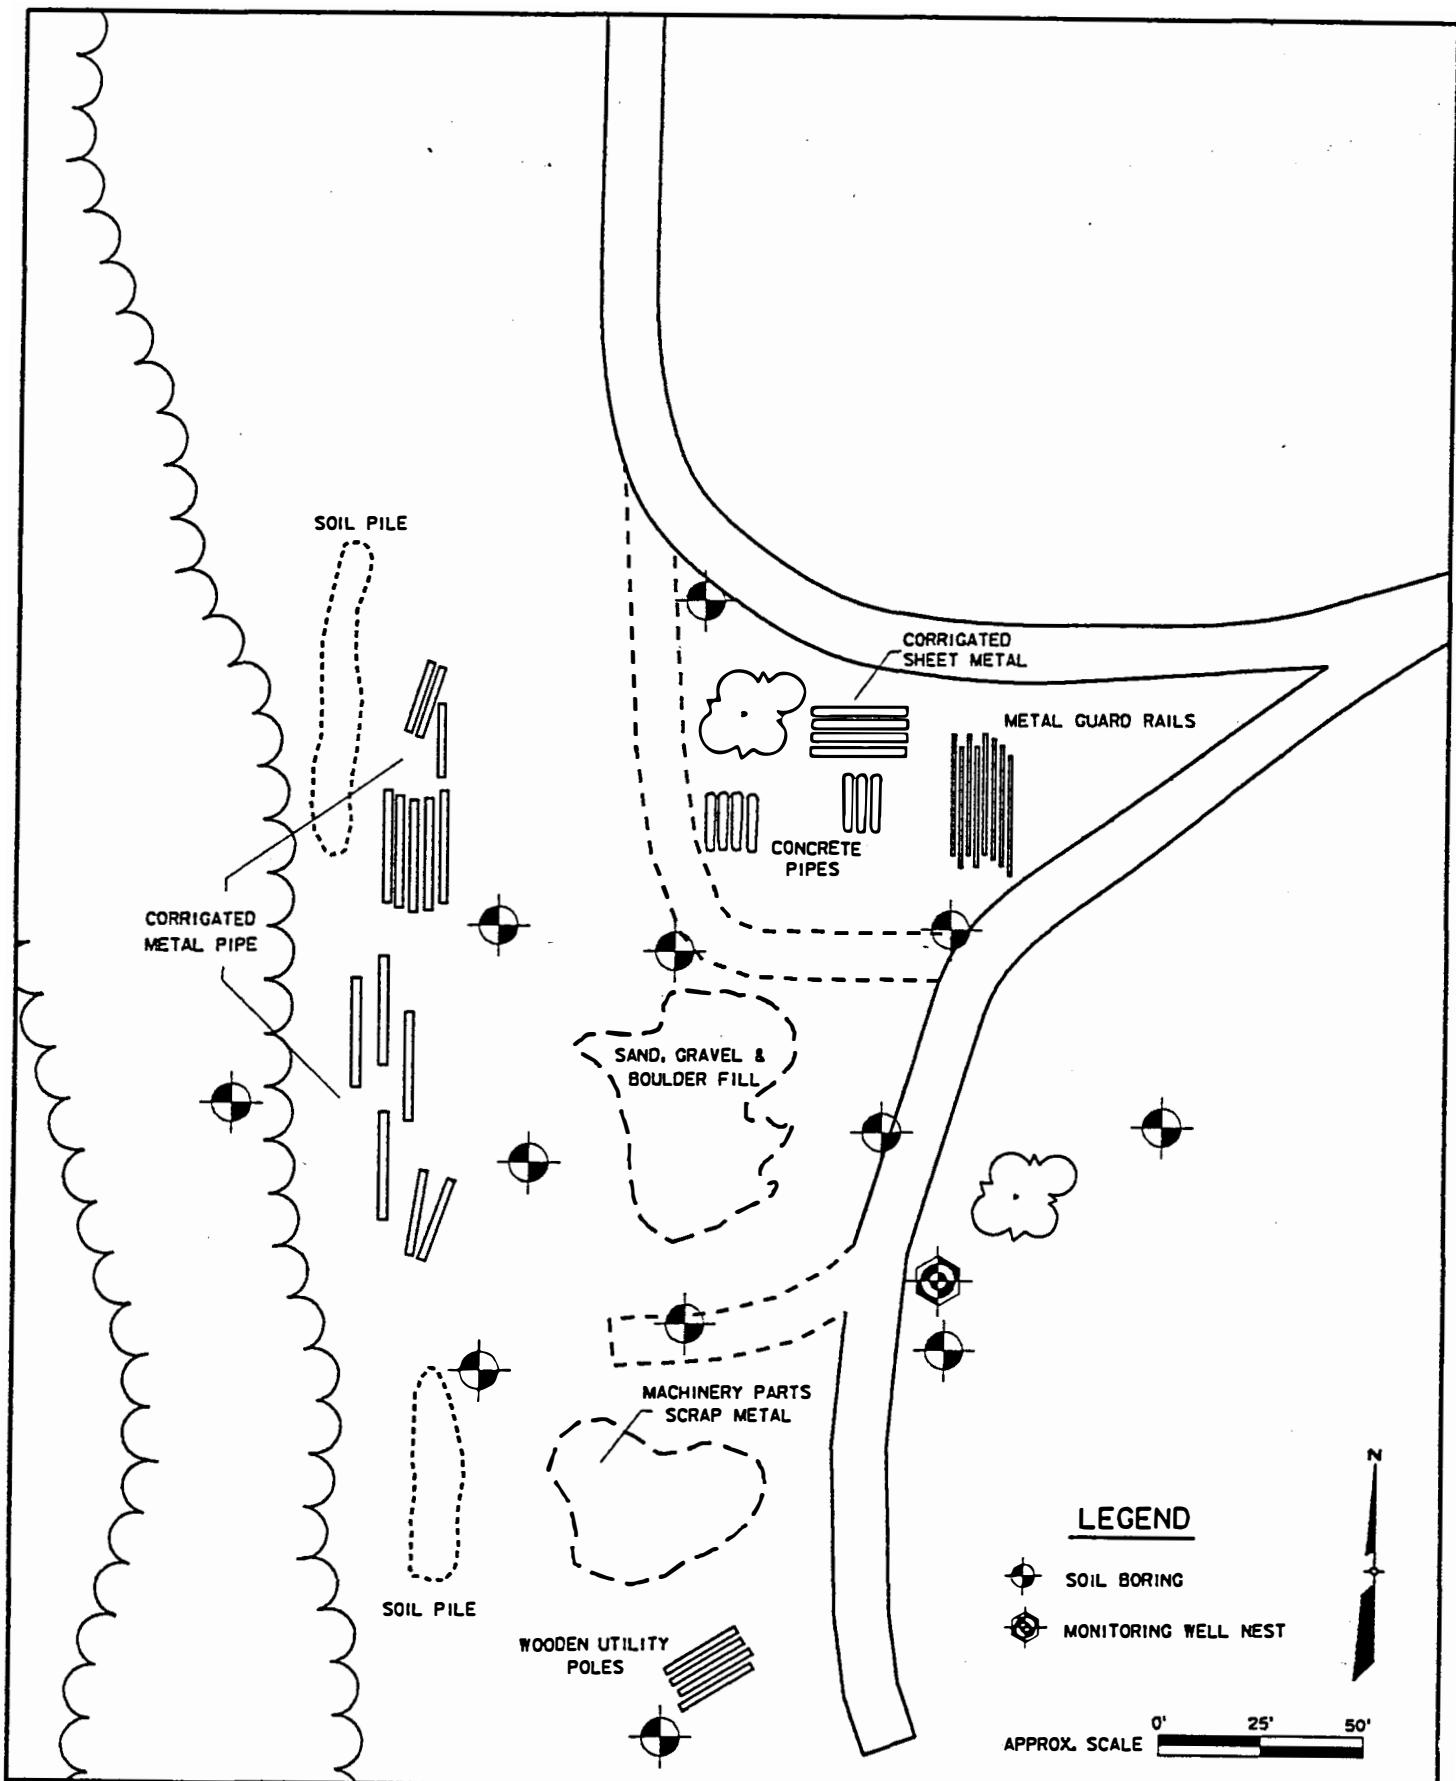 SOIL PILE
CORRIGATED
SHEET METAL
METAL GUARD RAILS
CONCRETE
PIPES
CORRIGATED
METAL PIPE
SAND, GRAVEL &
BOULDER FILL
MACHINERY PARTS
SCRAP METAL
SOIL PILE
WOODEN UTILITY
POLES
N
LEGEND
SOIL BORING
MONITORING WELL NEST
0' 25' 50'
APPROX. SCALE